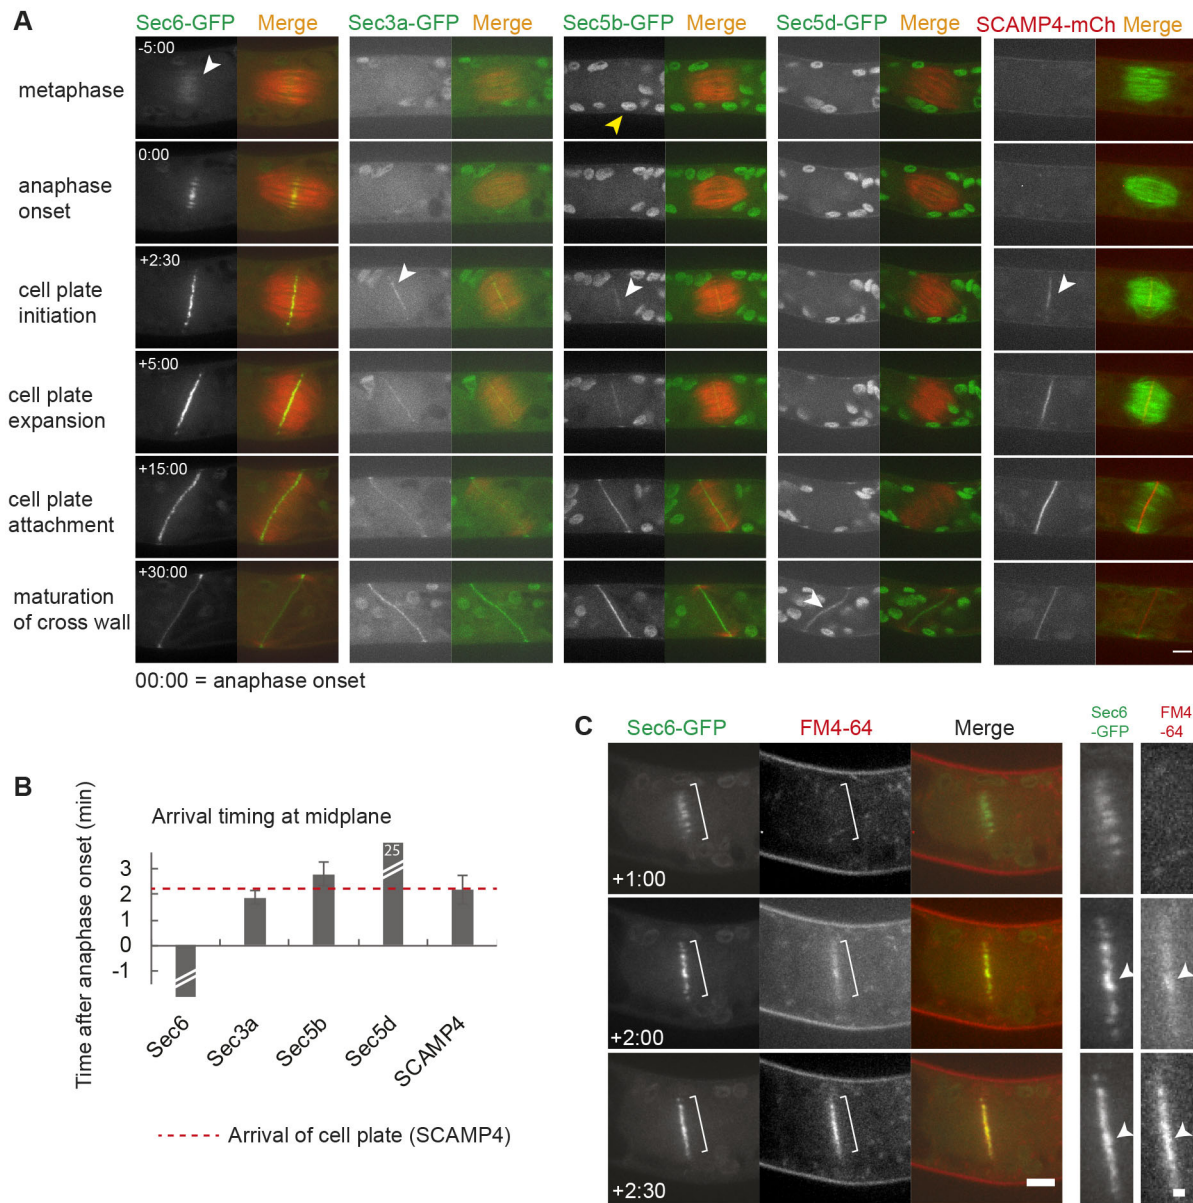 A
Sec6-GFP Merge Sec3a-GFP Merge Sec5b-GFP Merge Sec5d-GFP Merge SCAMP4-mCh Merge
-5:00
metaphase
0:00
anaphase
onset
+2:30
cell plate
initiation
+5:00
cell plate
expansion
+15:00
cell plate
attachment
+30:00
maturation
of cross wall
00:00 = anaphase onset
B
Arrival timing at midplane
Time after anaphase onset (min)
3
2
1
0
-1
25
Sec6
Sec3a
Sec5b
Sec5d
SCAMP4
Arrival of cell plate (SCAMP4)
C
Sec6-GFP FM4-64 Merge
Sec6
-GFP
FM4
-64
+1:00
+2:00
+2:30